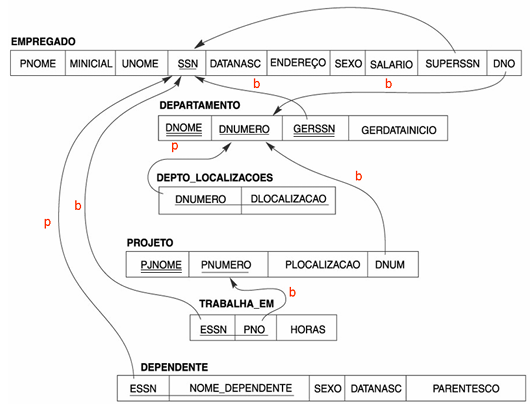 EMPREGADO
PNOME MINICIAL UNOME SSN DATANASC ENDEREÇO SEXO SALARIO SUPERSSN DNO
b b
DEPARTAMENTO
DNOME DNUMERO GERSSN GERDATAINICIO
p
DEPTO_LOCALIZACOES
b
DNUMERO DLOCALIZACAO
b
p
PROJETO
PJNOME PNUMERO PLOCALIZACAO DNUM
b
TRABALHA_EM
ESSN PNO HORAS
DEPENDENTE
ESSN NOME_DEPENDENTE SEXO DATANASC PARENTESCO